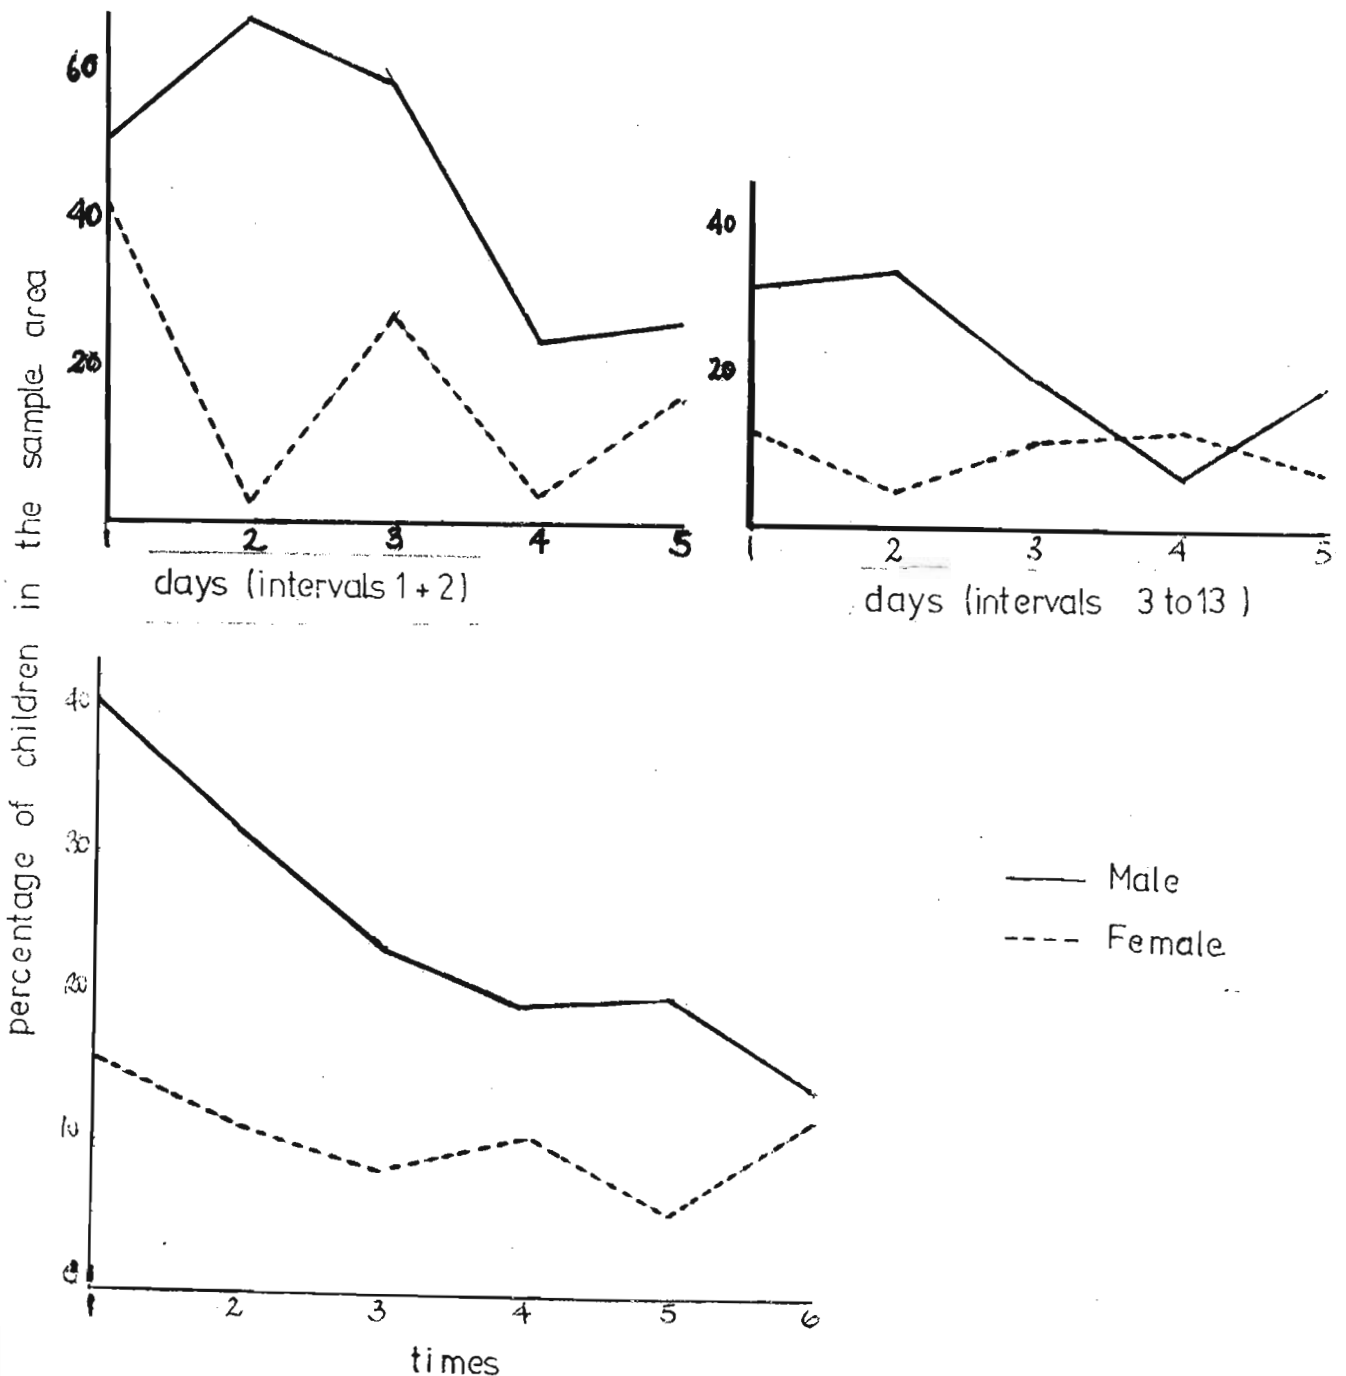 percentage of children in the sample area
60
40
20
1 2 3 4 5
days (intervals 1 + 2)
40
20
1 2 3 4 5
days (intervals 3 to 13 )
40
30
20
10
0
1 2 3 4 5 6
times
Male
Female